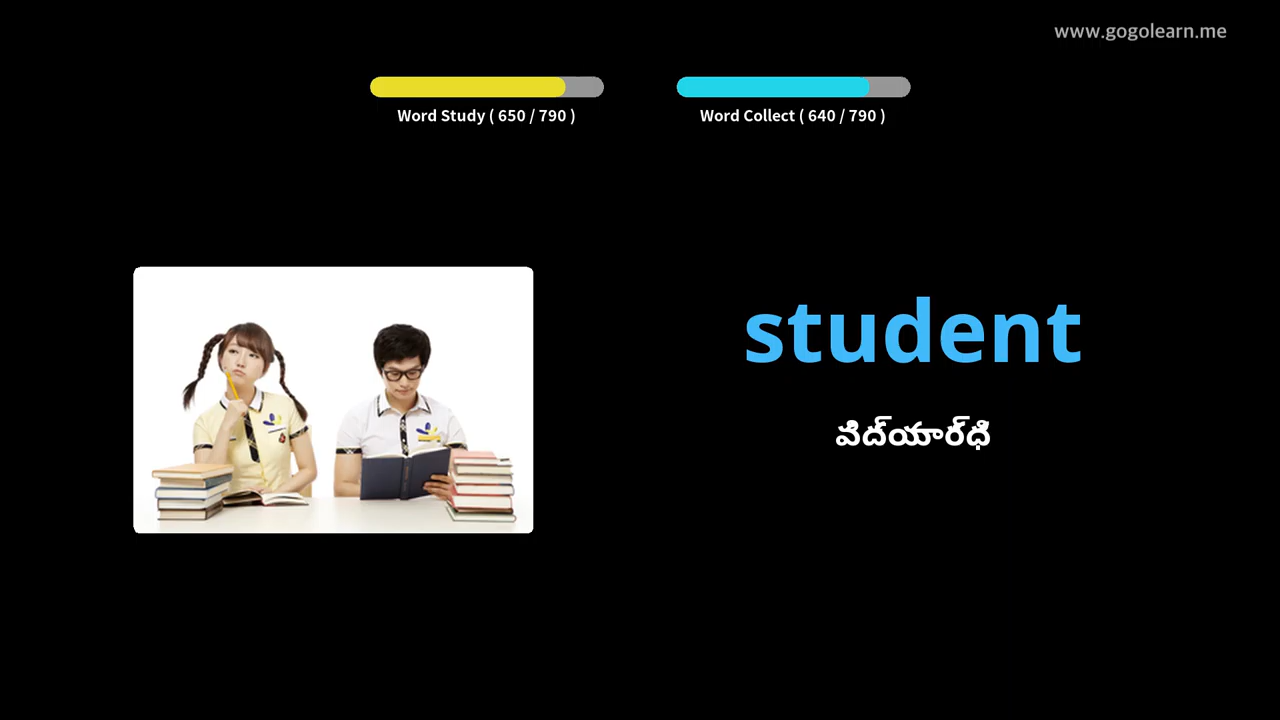 www.gogolearn.me
Word Study ( 650 / 790 )
Word Collect ( 640 / 790 )
student
విద్‌యార్‌ధి